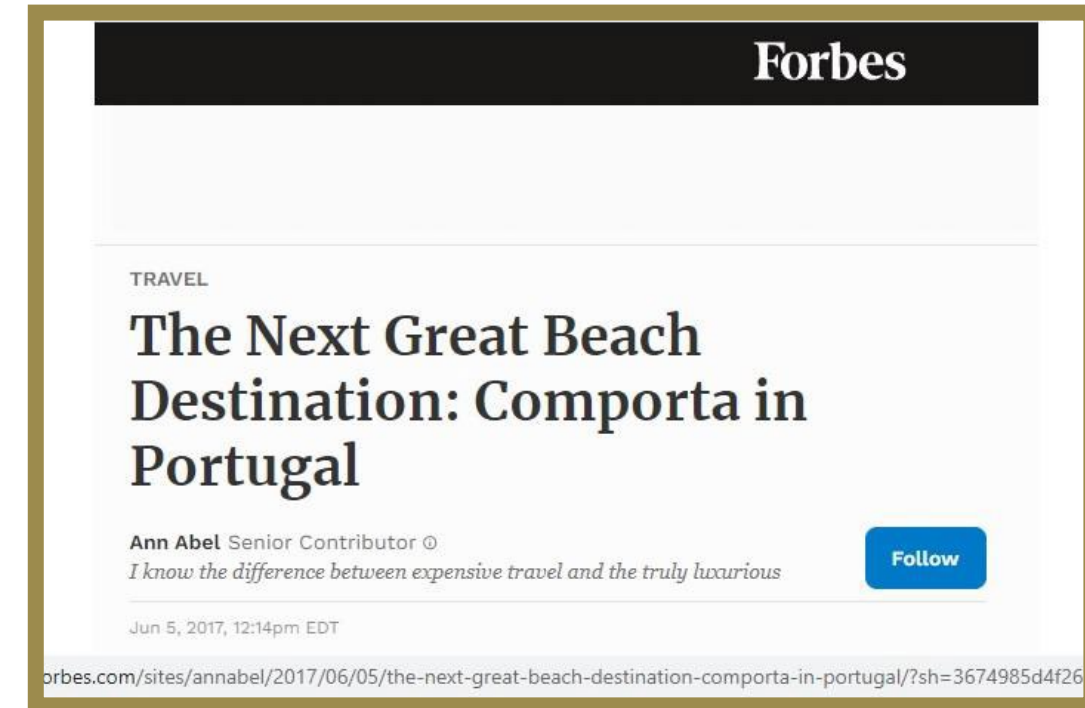 Forbes
TRAVEL
The Next Great Beach
Destination: Comporta in
Portugal
Ann Abel Senior Contributor
I know the difference between expensive travel and the truly luxurious
Follow
Jun 5, 2017, 12:14pm EDT
orbes.com/sites/annabel/2017/06/05/the-next-great-beach-destination-comporta-in-portugal/?sh=3674985d4f26